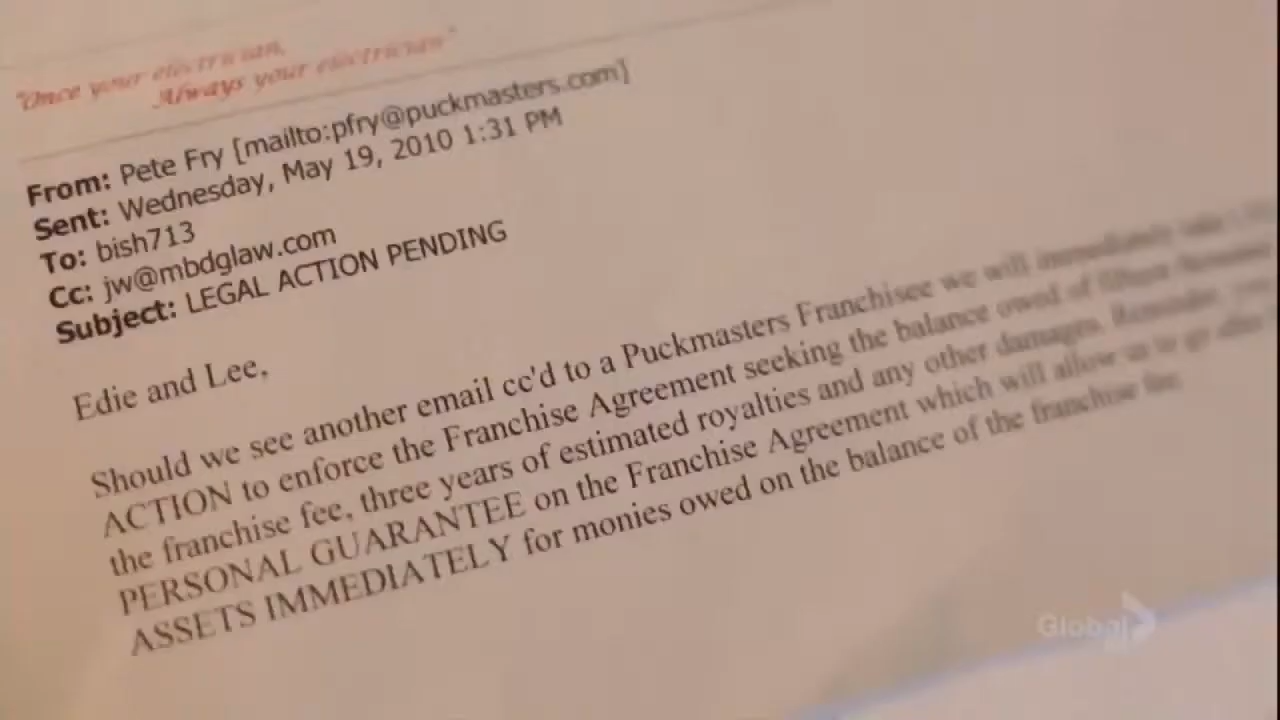 "Once your electrician,
Always your electrician"
From: Pete Fry [mailto:pfry@puckmasters.com]
Sent: Wednesday, May 19, 2010 1:31 PM
To: bish713
Cc: jw@mbdglaw.com
Subject: LEGAL ACTION PENDING
Edie and Lee,
Should we see another email cc'd to a Puckmasters Franchisee we will immediately take
ACTION to enforce the Franchise Agreement seeking the balance owed of fifteen thousand
the franchise fee, three years of estimated royalties and any other damages. Reminder, you
PERSONAL GUARANTEE on the Franchise Agreement which will allow us to go after
ASSETS IMMEDIATELY for monies owed on the balance of the franchise fee.
Global